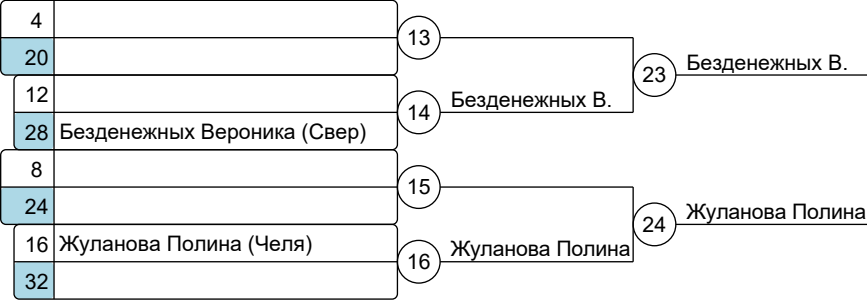 4
13
20
23 Безденежных В.
12
14 Безденежных В.
28 Безденежных Вероника (Свер)
8
15
24
24 Жуланова Полина
16 Жуланова Полина (Челя)
16 Жуланова Полина
32